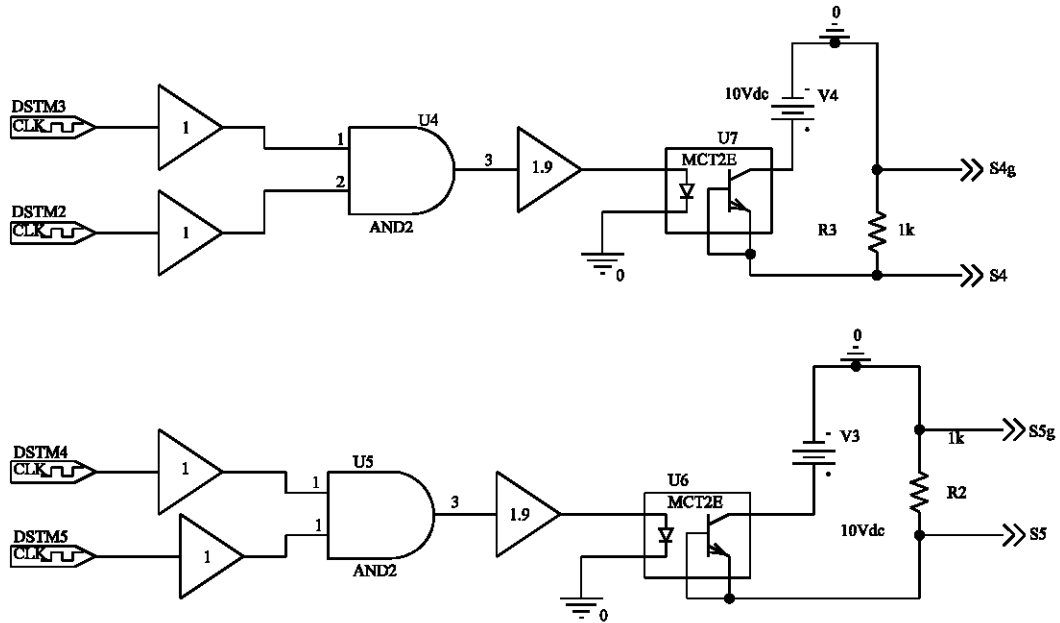 0
DSTM3
CLK
1
1
U4
3
1.9
U7
MCT2E
10Vdc
-
V4
S4g
DSTM2
CLK
1
2
AND2
R3
1k
0
S4
0
DSTM4
CLK
1
1
U5
3
1.9
U6
MCT2E
-
V3
1k
S5g
R2
DSTM5
CLK
1
1
AND2
10Vdc
S5
0